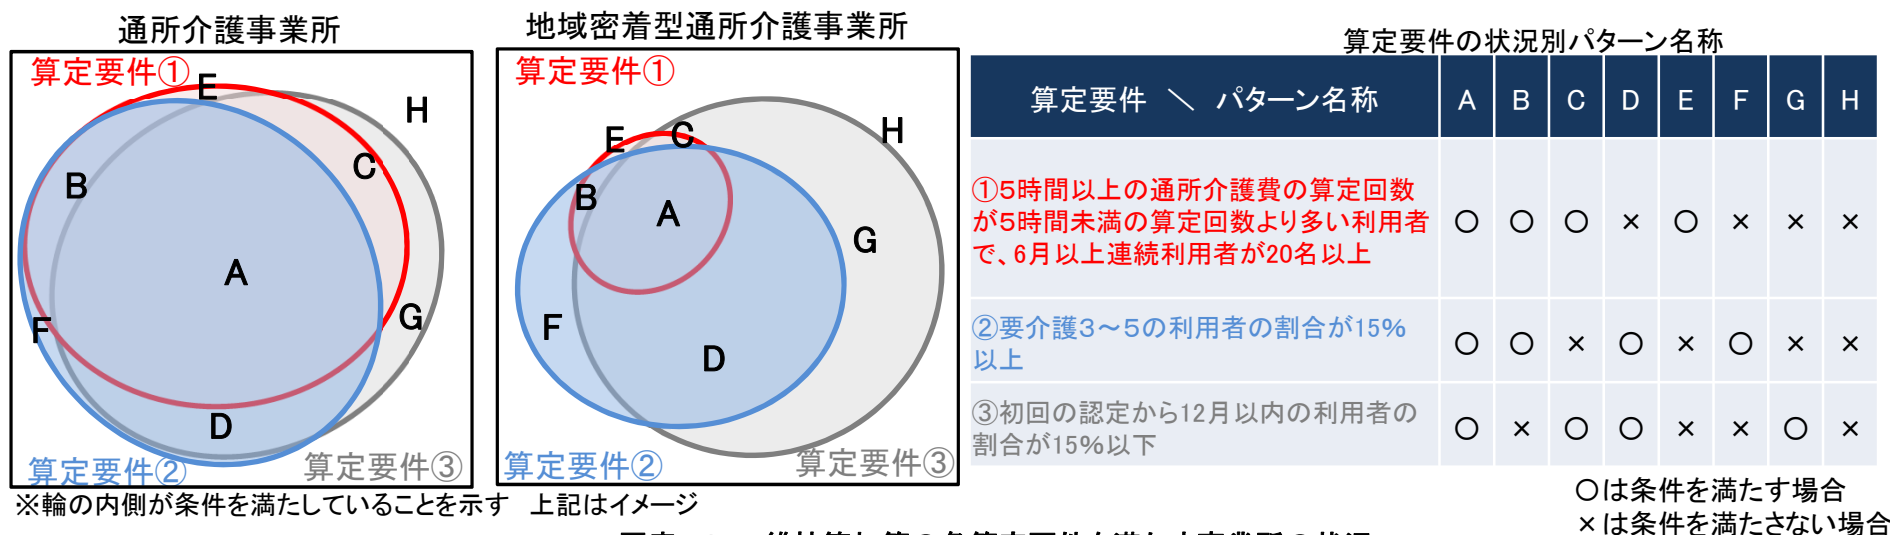 通所介護事業所
算定要件①
E
H
B
C
A
F
G
D
算定要件②
算定要件③
地域密着型通所介護事業所
算定要件①
E
C
H
B
A
G
F
D
算定要件②
算定要件③
※輪の内側が条件を満たしていることを示す　上記はイメージ
算定要件の状況別パターン名称
算定要件 ＼ パターン名称 A B C D E F G H
①5時間以上の通所介護費の算定回数
が5時間未満の算定回数より多い利用者
で、6月以上連続利用者が20名以上
○ ○ ○ × ○ × × ×
②要介護3～5の利用者の割合が15%
以上
○ ○ × ○ × ○ × ×
③初回の認定から12月以内の利用者の
割合が15%以下
○ × ○ ○ × × ○ ×
○は条件を満たす場合
×は条件を満たさない場合